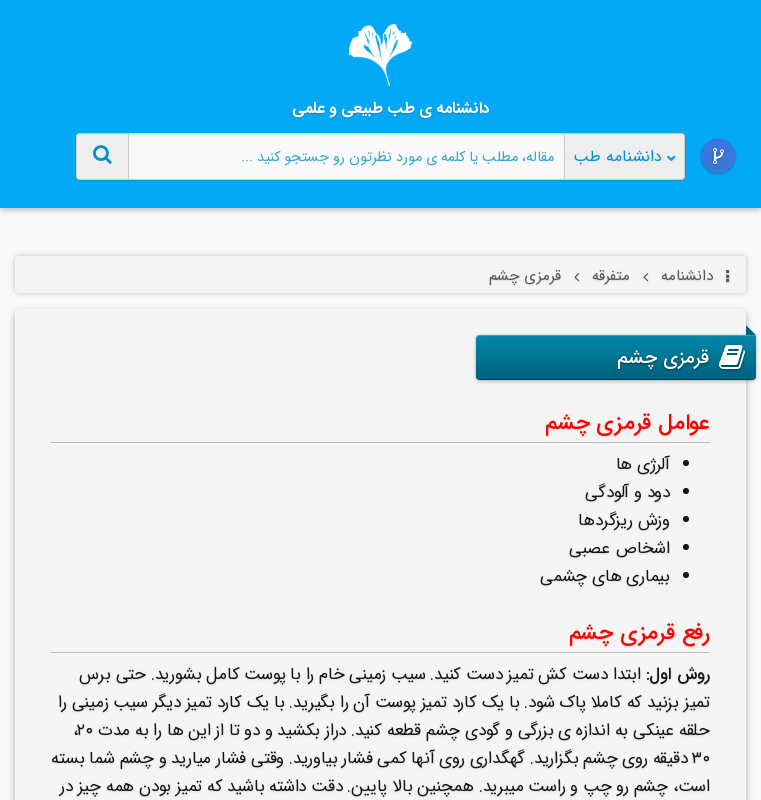 دانشنامه ی طب طبیعی و علمی
دانشنامه طب
مقاله، مطلب یا کلمه ی مورد نظرتون رو جستجو کنید ...
دانشنامه › متفرقه › قرمزی چشم
قرمزی چشم
عوامل قرمزی چشم
• آلرژی ها
• دود و آلودگی
• وزش ریزگردها
• اشخاص عصبی
• بیماری های چشمی
رفع قرمزی چشم
روش اول: ابتدا دست کش تمیز دست کنید. سیب زمینی خام را با پوست کامل بشورید. حتی برس
تمیز بزنید که کاملا پاک شود. با یک کارد تمیز پوست آن را بگیرید. با یک کارد تمیز دیگر سیب زمینی را
حلقه عینکی به اندازه ی بزرگی و گودی چشم قطعه کنید. دراز بکشید و دو تا از این ها را به مدت ۲۰،
۳۰ دقیقه روی چشم بگزارید. گهگداری روی آنها کمی فشار بیاورید. وقتی فشار میارید و چشم شما بسته
است، چشم رو چپ و راست میبرید. همچنین بالا پایین. دقت داشته باشید که تمیز بودن همه چیز در